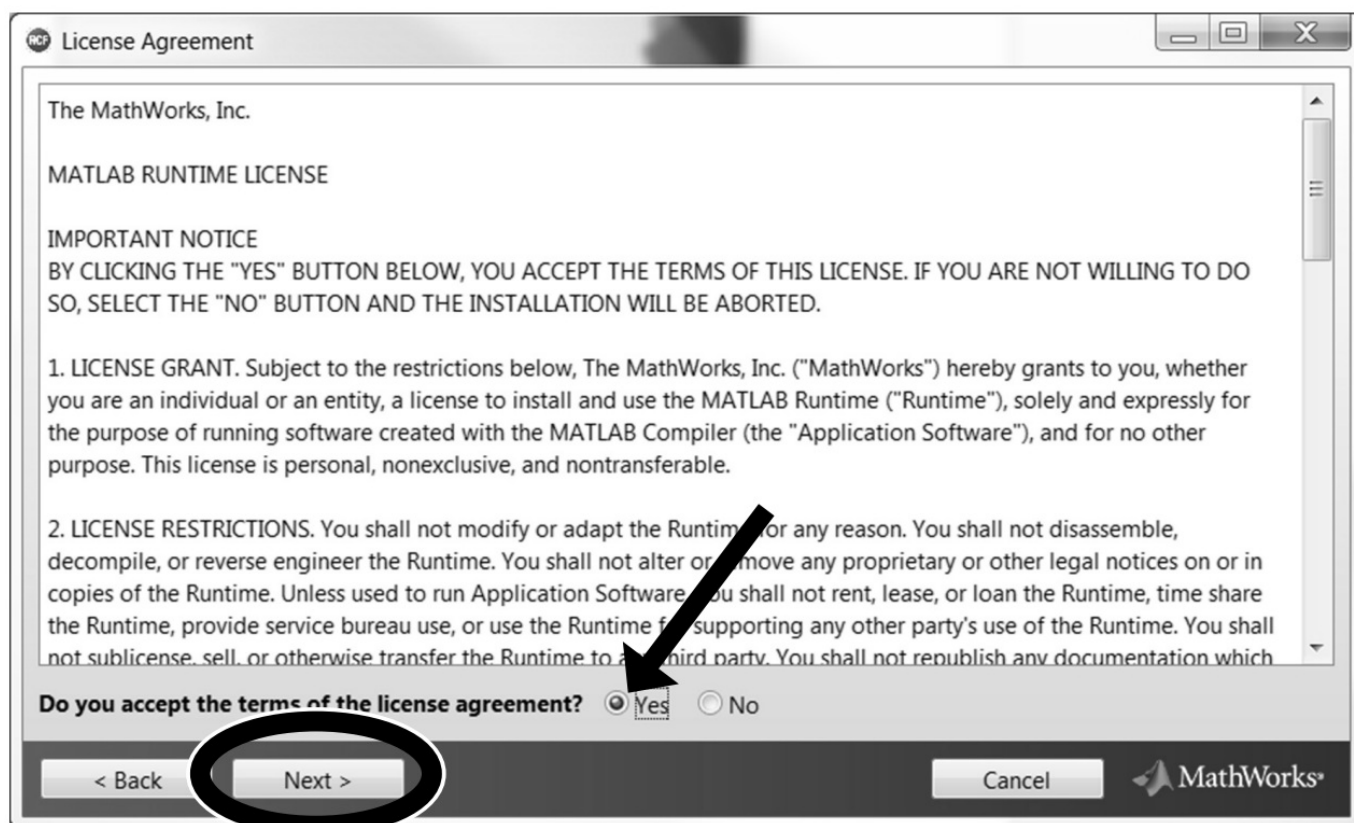 RCF License Agreement
The MathWorks, Inc.
MATLAB RUNTIME LICENSE
IMPORTANT NOTICE
BY CLICKING THE "YES" BUTTON BELOW, YOU ACCEPT THE TERMS OF THIS LICENSE. IF YOU ARE NOT WILLING TO DO
SO, SELECT THE "NO" BUTTON AND THE INSTALLATION WILL BE ABORTED.
1. LICENSE GRANT. Subject to the restrictions below, The MathWorks, Inc. ("MathWorks") hereby grants to you, whether
you are an individual or an entity, a license to install and use the MATLAB Runtime ("Runtime"), solely and expressly for
the purpose of running software created with the MATLAB Compiler (the "Application Software"), and for no other
purpose. This license is personal, nonexclusive, and nontransferable.
2. LICENSE RESTRICTIONS. You shall not modify or adapt the Runtime for any reason. You shall not disassemble,
decompile, or reverse engineer the Runtime. You shall not alter or remove any proprietary or other legal notices on or in
copies of the Runtime. Unless used to run Application Software, you shall not rent, lease, or loan the Runtime, time share
the Runtime, provide service bureau use, or use the Runtime for supporting any other party's use of the Runtime. You shall
not sublicense, sell, or otherwise transfer the Runtime to any third party. You shall not republish any documentation which
Do you accept the terms of the license agreement? Yes No
< Back Next > Cancel MathWorks®